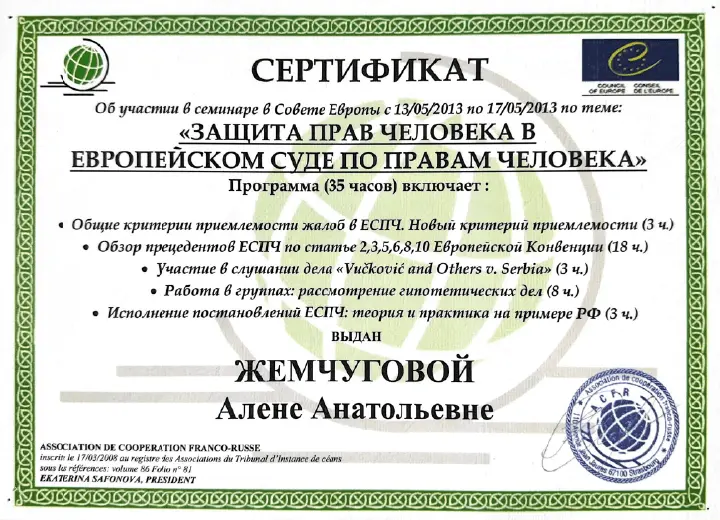 СЕРТИФИКАТ
COUNCIL OF EUROPE
CONSEIL DE L'EUROPE
Об участии в семинаре в Совете Европы с 13/05/2013 по 17/05/2013 по теме:
«ЗАЩИТА ПРАВ ЧЕЛОВЕКА В
ЕВРОПЕЙСКОМ СУДЕ ПО ПРАВАМ ЧЕЛОВЕКА»
Программа (35 часов) включает :
• Общие критерии приемлемости жалоб в ЕСПЧ. Новый критерий приемлемости (3 ч.)
• Обзор прецедентов ЕСПЧ по статье 2,3,5,6,8,10 Европейской Конвенции (18 ч.)
• Участие в слушании дела «Vučković and Others v. Serbia» (3 ч.)
• Работа в группах: рассмотрение гипотетических дел (8 ч.)
• Исполнение постановлений ЕСПЧ: теория и практика на примере РФ (3 ч.)
ВЫДАН
ЖЕМЧУГОВОЙ
Алене Анатольевне
ASSOCIATION DE COOPERATION FRANCO-RUSSE
inscrit le 17/03/2008 au registre des Associations du Tribunal d'Instance de céans
sous la références: volume 86 Folio n° 81
EKATERINA SAFONOVA, PRESIDENT
Association de coopération franco-russe
A C F R
Jean Jaures 67100 Strasbourg